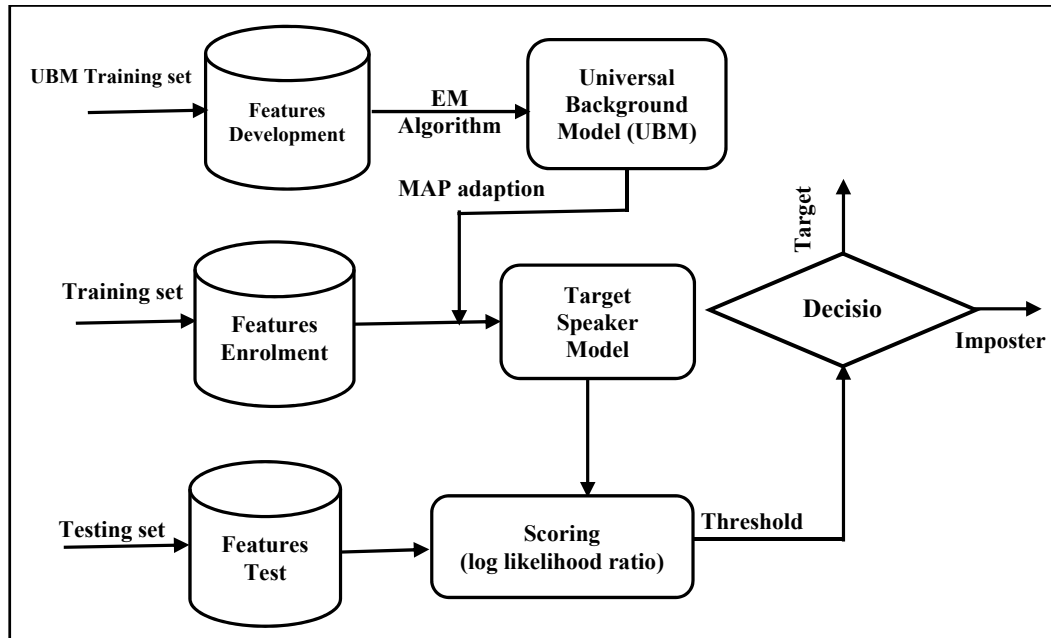 UBM Training set
Features
Development
EM
Algorithm
Universal
Background
Model (UBM)
MAP adaption
Training set
Features
Enrolment
Target
Speaker
Model
Target
Decisio
Imposter
Testing set
Features
Test
Scoring
(log likelihood ratio)
Threshold